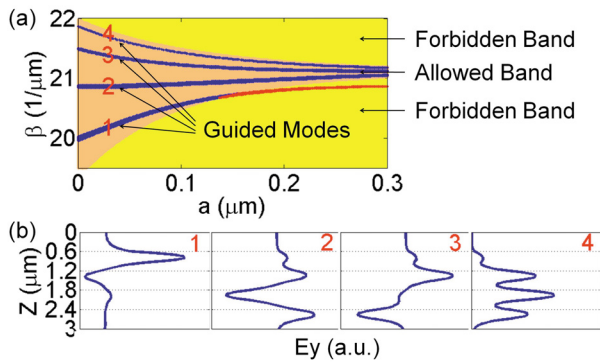 (a)
22
21
20
β (1/μm)
4
3
2
1
Guided Modes
Forbidden Band
Allowed Band
Forbidden Band
0
0.1
0.2
0.3
a (μm)
(b)
Z (μm)
0
0.6
1.2
1.8
2.4
3
1
2
3
4
Ey (a.u.)